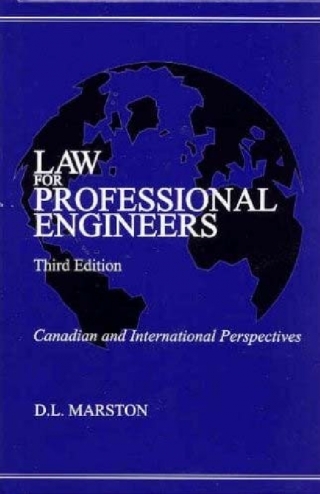 LAW
FOR
PROFESSIONAL
ENGINEERS
Third Edition
Canadian and International Perspectives
D.L. MARSTON